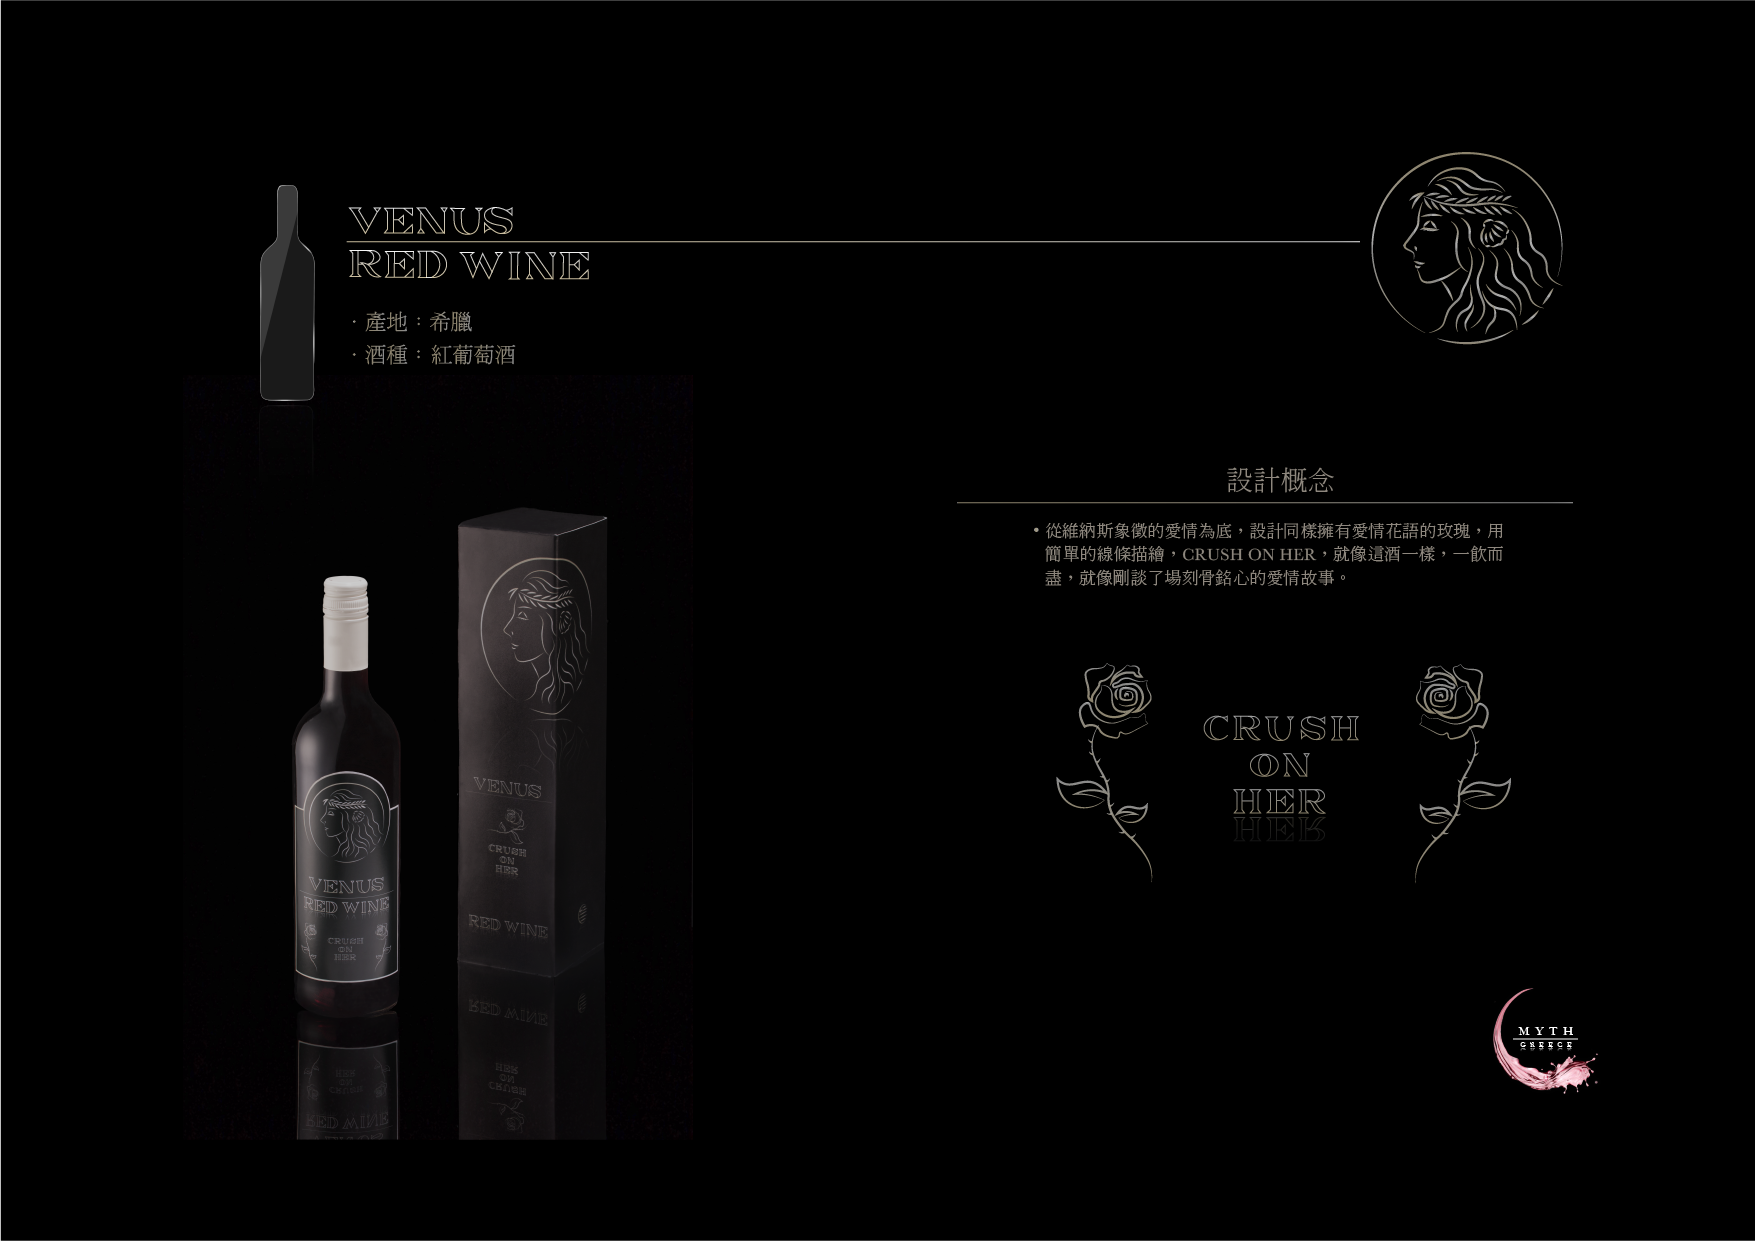 VENUS
RED WINE
· 產地：希臘
· 酒種：紅葡萄酒
設計概念
• 從維納斯象徵的愛情為底，設計同樣擁有愛情花語的玫瑰，用
簡單的線條描繪，CRUSH ON HER，就像這酒一樣，一飲而
盡，就像剛談了場刻骨銘心的愛情故事。
CRUSH
ON
HER
VENUS
CRUSH
ON
HER
RED WINE
VENUS
RED WINE
CRUSH
ON
HER
MYTH
GREECE